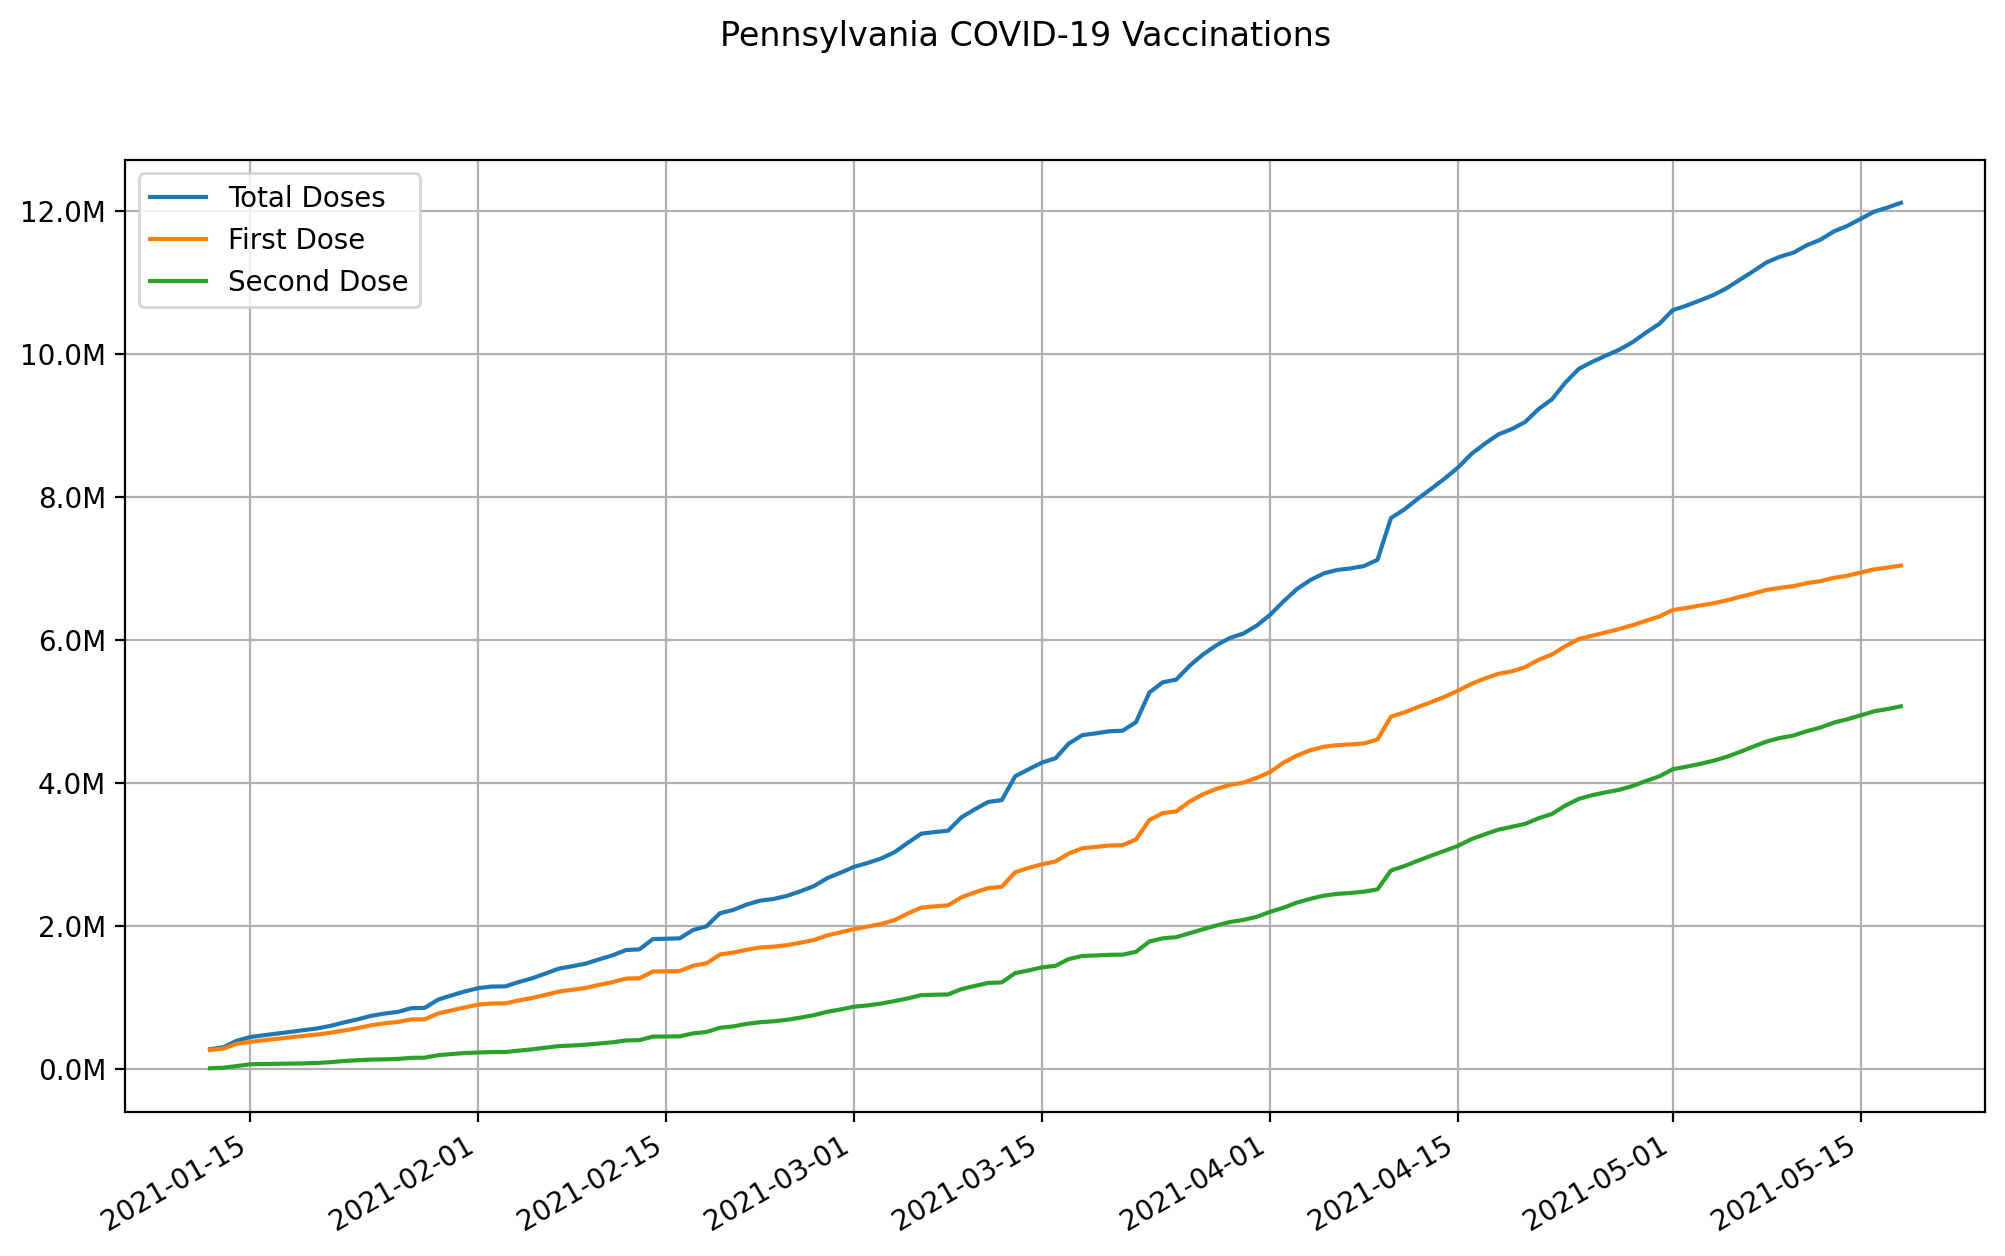 Pennsylvania COVID-19 Vaccinations
Total Doses
First Dose
Second Dose
12.0M
10.0M
8.0M
6.0M
4.0M
2.0M
0.0M
2021-01-15
2021-02-01
2021-02-15
2021-03-01
2021-03-15
2021-04-01
2021-04-15
2021-05-01
2021-05-15